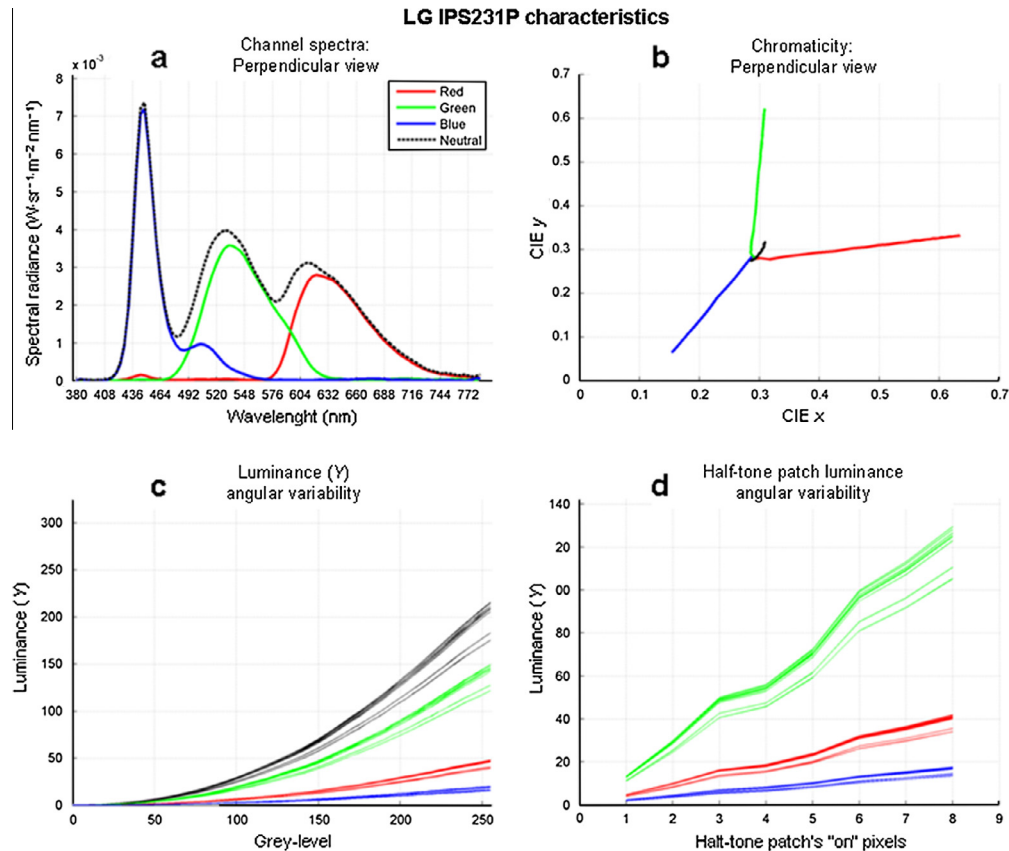 LG IPS231P characteristics
a
Channel spectra:
Perpendicular view
x 10⁻³
8
7
6
5
4
3
2
1
0
Spectral radiance (W·sr⁻¹·m⁻² nm⁻¹)
Red
Green
Blue
Neutral
380 408 436 464 492 520 548 576 604 632 660 688 716 744 772
Wavelenght (nm)
b
Chromaticity:
Perpendicular view
0.7
0.6
0.5
0.4
0.3
0.2
0.1
0
CIE y
0 0.1 0.2 0.3 0.4 0.5 0.6 0.7
CIE x
c
Luminance (Y)
angular variability
300
250
200
150
100
50
0
Luminance (Y)
0 50 100 150 200 250
Grey-level
d
Half-tone patch luminance
angular variability
140
00
80
60
40
20
0
Luminance (Y)
0 1 2 3 4 5 6 7 8 9
Halt-tone patch's "on" pixels